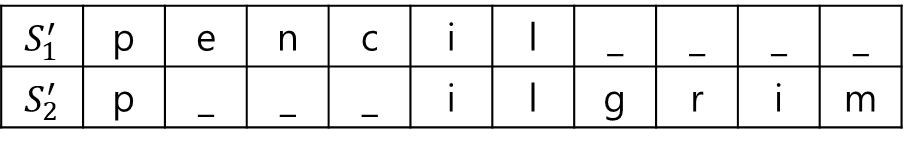 S′₁ p e n c i l _ _ _ _
S′₂ p _ _ _ i l g r i m